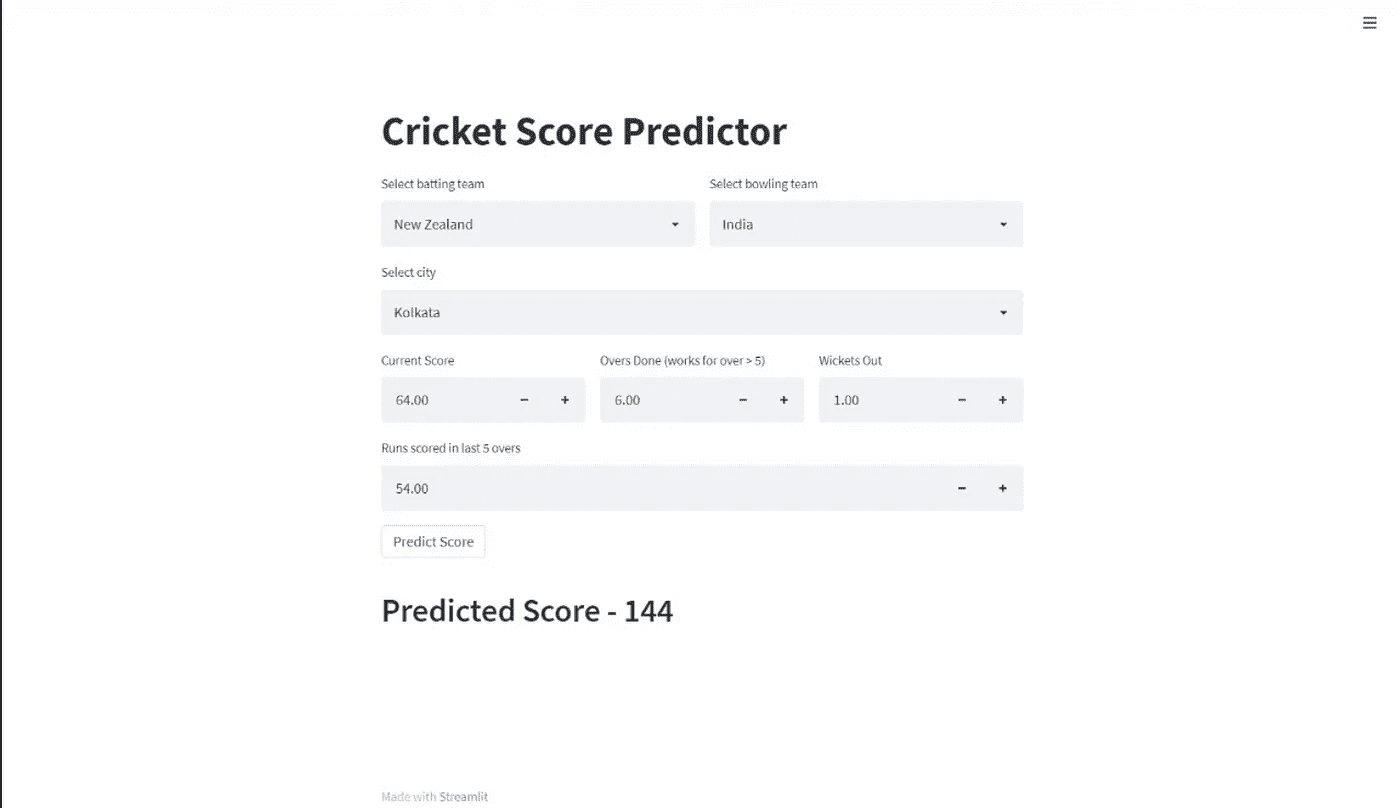 Cricket Score Predictor
Select batting team Select bowling team
New Zealand India
Select city
Kolkata
Current Score Overs Done (works for over > 5) Wickets Out
64.00 − + 6.00 − + 1.00 − +
Runs scored in last 5 overs
54.00 − +
Predict Score
Predicted Score - 144
Made with Streamlit